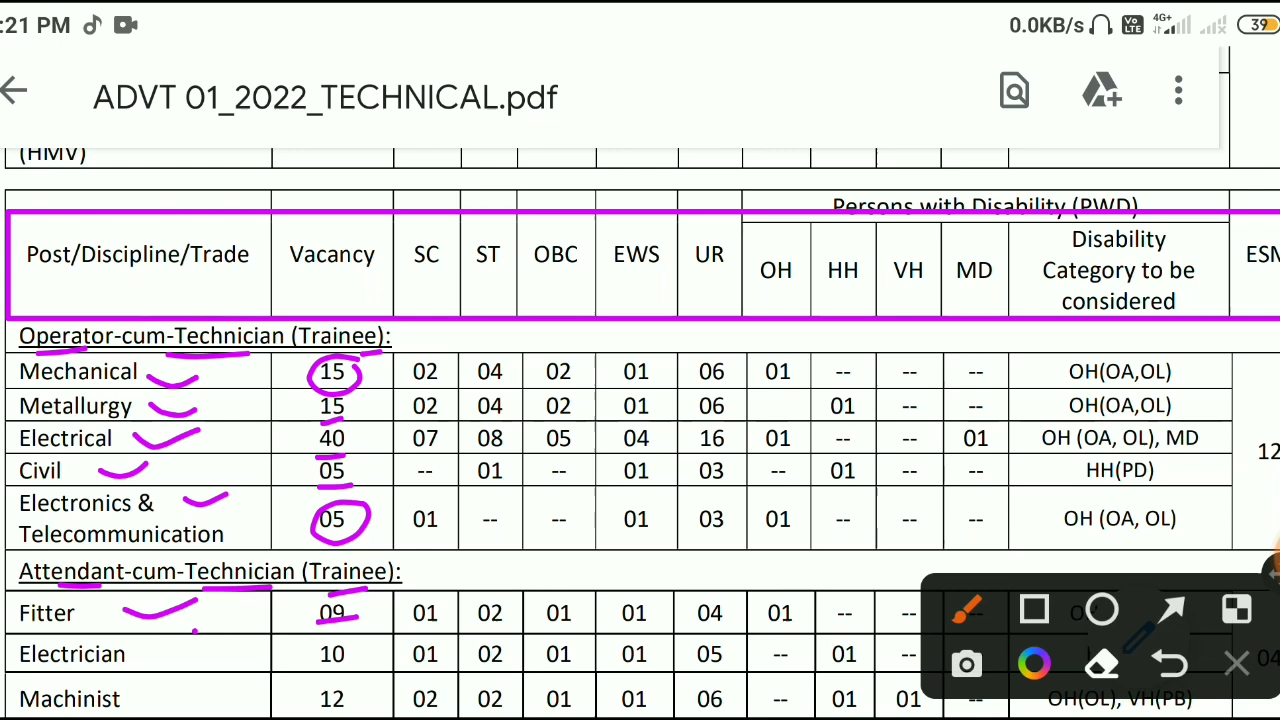 :21 PM 0.0KB/s Vo LTE 4G+ 39
ADVT 01_2022_TECHNICAL.pdf
(HMV)
Persons with Disability (PWD)
Post/Discipline/Trade Vacancy SC ST OBC EWS UR OH HH VH MD Disability Category to be considered ESM
Operator-cum-Technician (Trainee):
Mechanical 15 02 04 02 01 06 01 -- -- -- OH(OA,OL)
Metallurgy 15 02 04 02 01 06 01 -- -- OH(OA,OL)
Electrical 40 07 08 05 04 16 01 -- -- 01 OH (OA, OL), MD
12
Civil 05 -- 01 -- 01 03 -- 01 -- -- HH(PD)
Electronics &
Telecommunication 05 01 -- -- 01 03 01 -- -- -- OH (OA, OL)
Attendant-cum-Technician (Trainee):
Fitter 09 01 02 01 01 04 01 -- --
Electrician 10 01 02 01 01 05 -- 01 -- 04
Machinist 12 02 02 01 01 06 -- 01 01 OH(OL), VH(PB)